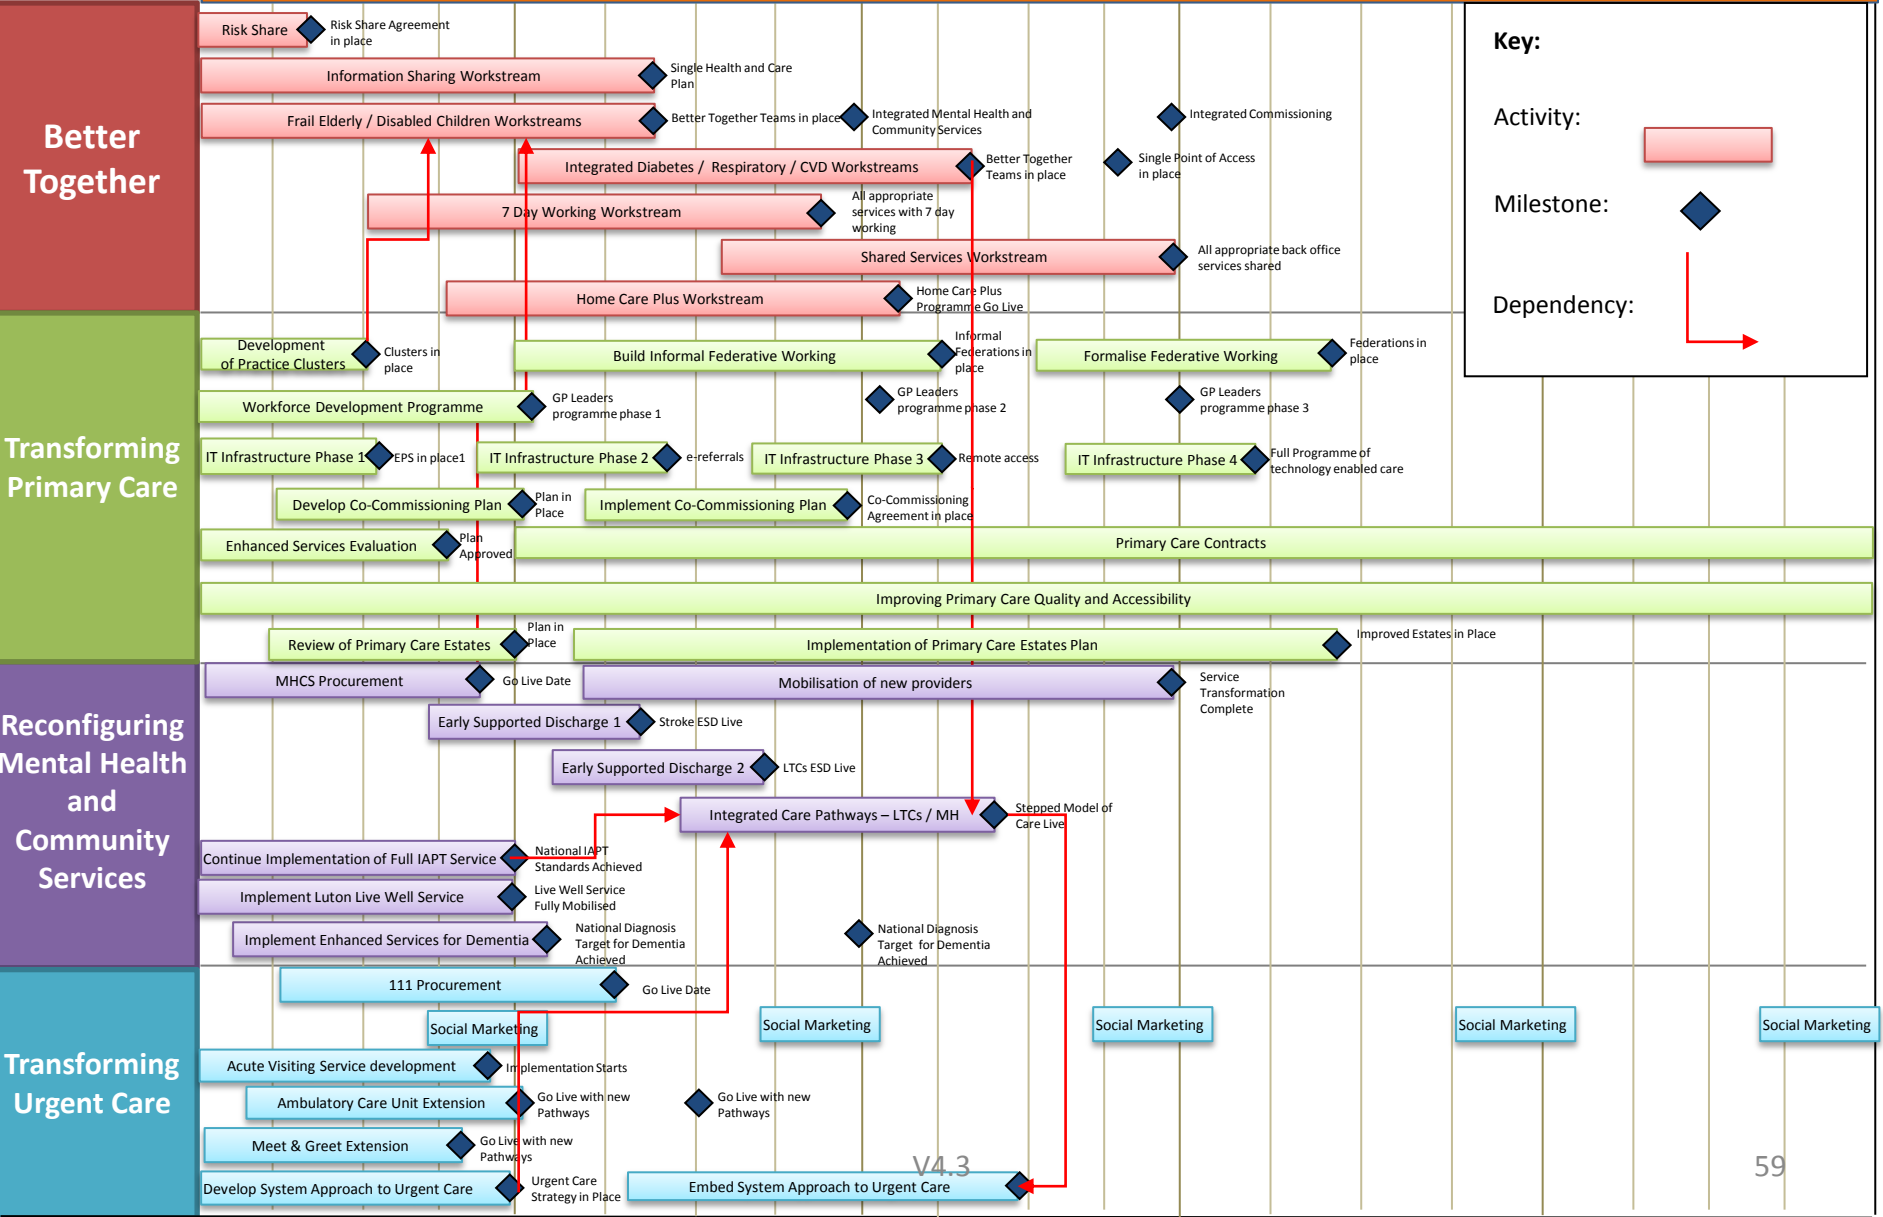 Better
Together
Risk Share
Risk Share Agreement
in place
Information Sharing Workstream
Single Health and Care
Plan
Frail Elderly / Disabled Children Workstreams
Better Together Teams in place
Integrated Mental Health and
Community Services
Integrated Commissioning
Integrated Diabetes / Respiratory / CVD Workstreams
Better Together
Teams in place
Single Point of Access
in place
7 Day Working Workstream
All appropriate
services with 7 day
working
Shared Services Workstream
All appropriate back office
services shared
Home Care Plus Workstream
Home Care Plus
Programme Go Live
Key:
Activity:
Milestone:
Dependency:
Transforming
Primary Care
Development
of Practice Clusters
Clusters in
place
Build Informal Federative Working
Informal
Federations in
place
Formalise Federative Working
Federations in
place
Workforce Development Programme
GP Leaders
programme phase 1
GP Leaders
programme phase 2
GP Leaders
programme phase 3
IT Infrastructure Phase 1
EPS in place1
IT Infrastructure Phase 2
e-referrals
IT Infrastructure Phase 3
Remote access
IT Infrastructure Phase 4
Full Programme of
technology enabled care
Develop Co-Commissioning Plan
Plan in
Place
Implement Co-Commissioning Plan
Co-Commissioning
Agreement in place
Enhanced Services Evaluation
Plan
Approved
Primary Care Contracts
Improving Primary Care Quality and Accessibility
Review of Primary Care Estates
Plan in
Place
Implementation of Primary Care Estates Plan
Improved Estates in Place
Reconfiguring
Mental Health
and
Community
Services
MHCS Procurement
Go Live Date
Mobilisation of new providers
Service
Transformation
Complete
Early Supported Discharge 1
Stroke ESD Live
Early Supported Discharge 2
LTCs ESD Live
Integrated Care Pathways – LTCs / MH
Stepped Model of
Care Live
Continue Implementation of Full IAPT Service
National IAPT
Standards Achieved
Implement Luton Live Well Service
Live Well Service
Fully Mobilised
Implement Enhanced Services for Dementia
National Diagnosis
Target for Dementia
Achieved
National Diagnosis
Target for Dementia
Achieved
Transforming
Urgent Care
111 Procurement
Go Live Date
Social Marketing
Social Marketing
Social Marketing
Social Marketing
Social Marketing
Acute Visiting Service development
Implementation Starts
Ambulatory Care Unit Extension
Go Live with new
Pathways
Go Live with new
Pathways
Meet & Greet Extension
Go Live with new
Pathways
Develop System Approach to Urgent Care
Urgent Care
Strategy in Place
Embed System Approach to Urgent Care
V4.3
59